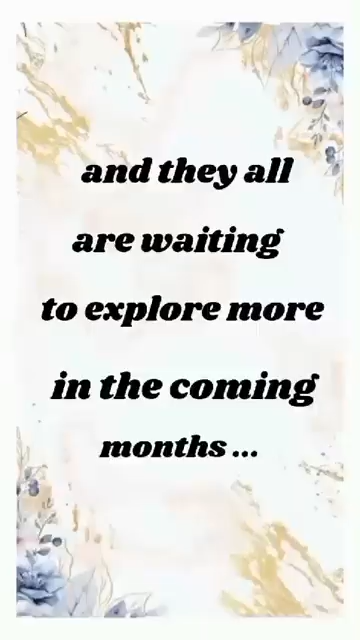 and they all
are waiting
to explore more
in the coming
months ...